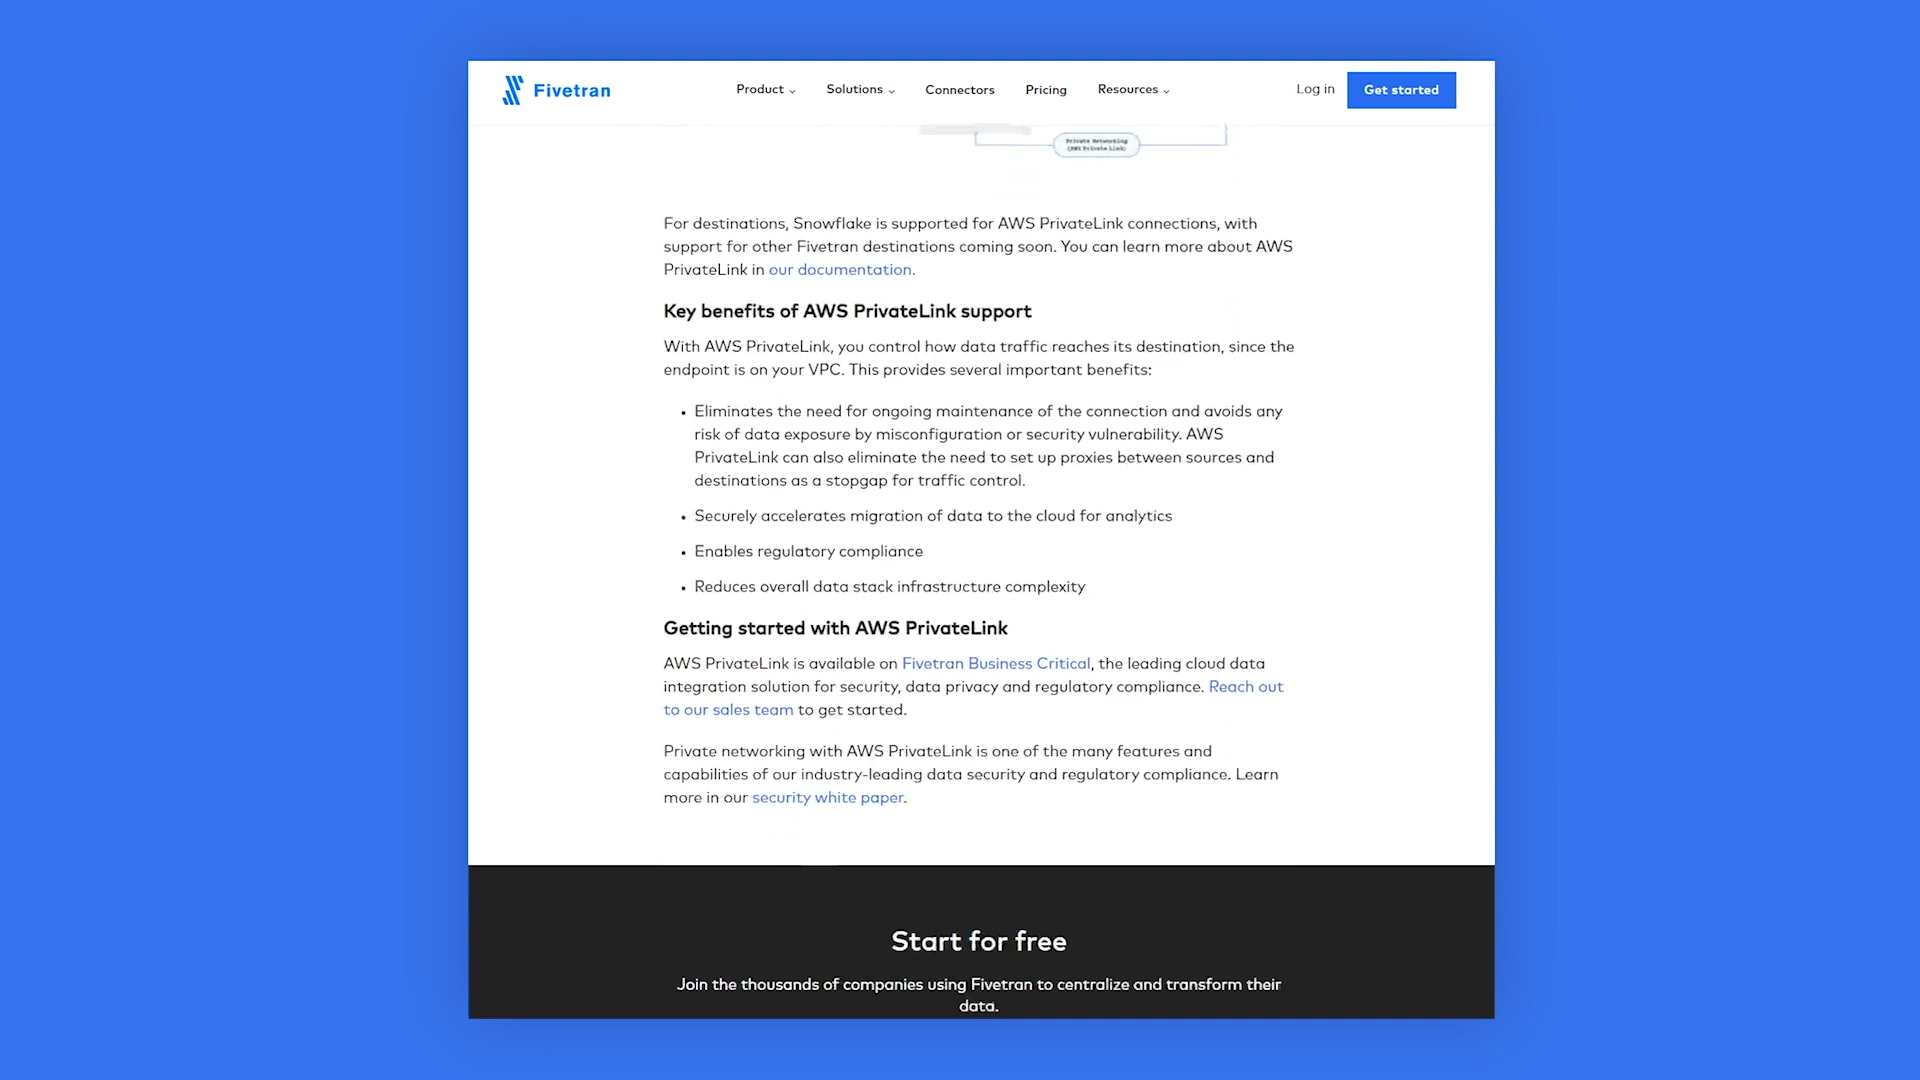 Fivetran
Product
Solutions
Connectors
Pricing
Resources
Log in
Get started
Private Networking
(AWS Private Link)
For destinations, Snowflake is supported for AWS PrivateLink connections, with
support for other Fivetran destinations coming soon. You can learn more about AWS
PrivateLink in our documentation.
Key benefits of AWS PrivateLink support
With AWS PrivateLink, you control how data traffic reaches its destination, since the
endpoint is on your VPC. This provides several important benefits:
• Eliminates the need for ongoing maintenance of the connection and avoids any
risk of data exposure by misconfiguration or security vulnerability. AWS
PrivateLink can also eliminate the need to set up proxies between sources and
destinations as a stopgap for traffic control.
• Securely accelerates migration of data to the cloud for analytics
• Enables regulatory compliance
• Reduces overall data stack infrastructure complexity
Getting started with AWS PrivateLink
AWS PrivateLink is available on Fivetran Business Critical, the leading cloud data
integration solution for security, data privacy and regulatory compliance. Reach out
to our sales team to get started.
Private networking with AWS PrivateLink is one of the many features and
capabilities of our industry-leading data security and regulatory compliance. Learn
more in our security white paper.
Start for free
Join the thousands of companies using Fivetran to centralize and transform their
data.